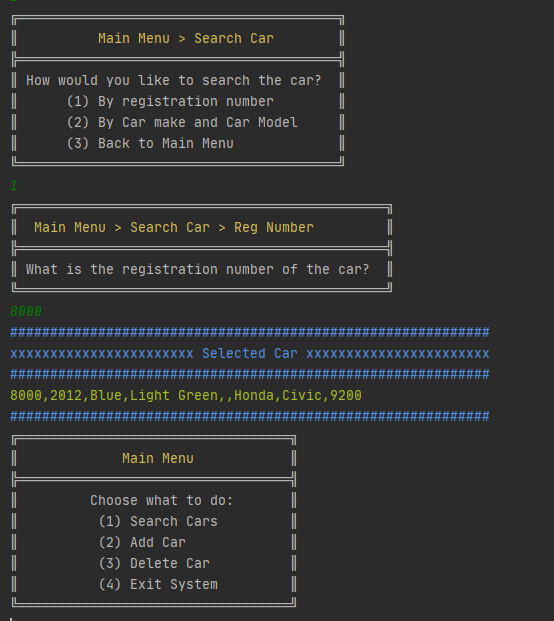 Main Menu > Search Car
How would you like to search the car?
(1) By registration number
(2) By Car make and Car Model
(3) Back to Main Menu
1
Main Menu > Search Car > Reg Number
What is the registration number of the car?
8000
############################################################
xxxxxxxxxxxxxxxxxxxxxxx Selected Car xxxxxxxxxxxxxxxxxxxxxxx
############################################################
8000,2012,Blue,Light Green,,Honda,Civic,9200
############################################################
Main Menu
Choose what to do:
(1) Search Cars
(2) Add Car
(3) Delete Car
(4) Exit System